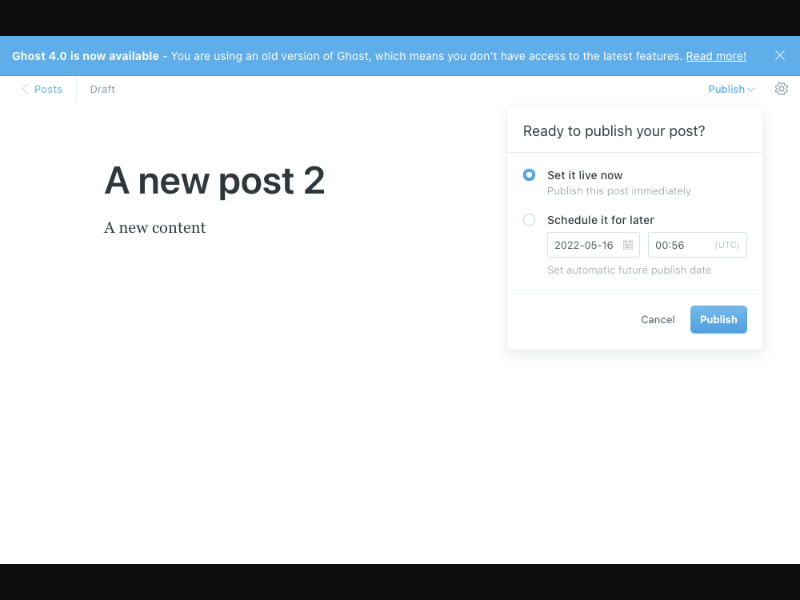 Ghost 4.0 is now available - You are using an old version of Ghost, which means you don't have access to the latest features. Read more!
Posts
Draft
Publish
Ready to publish your post?
A new post 2
A new content
Set it live now
Publish this post immediately
Schedule it for later
2022-05-16
00:56
(UTC)
Set automatic future publish date
Cancel
Publish